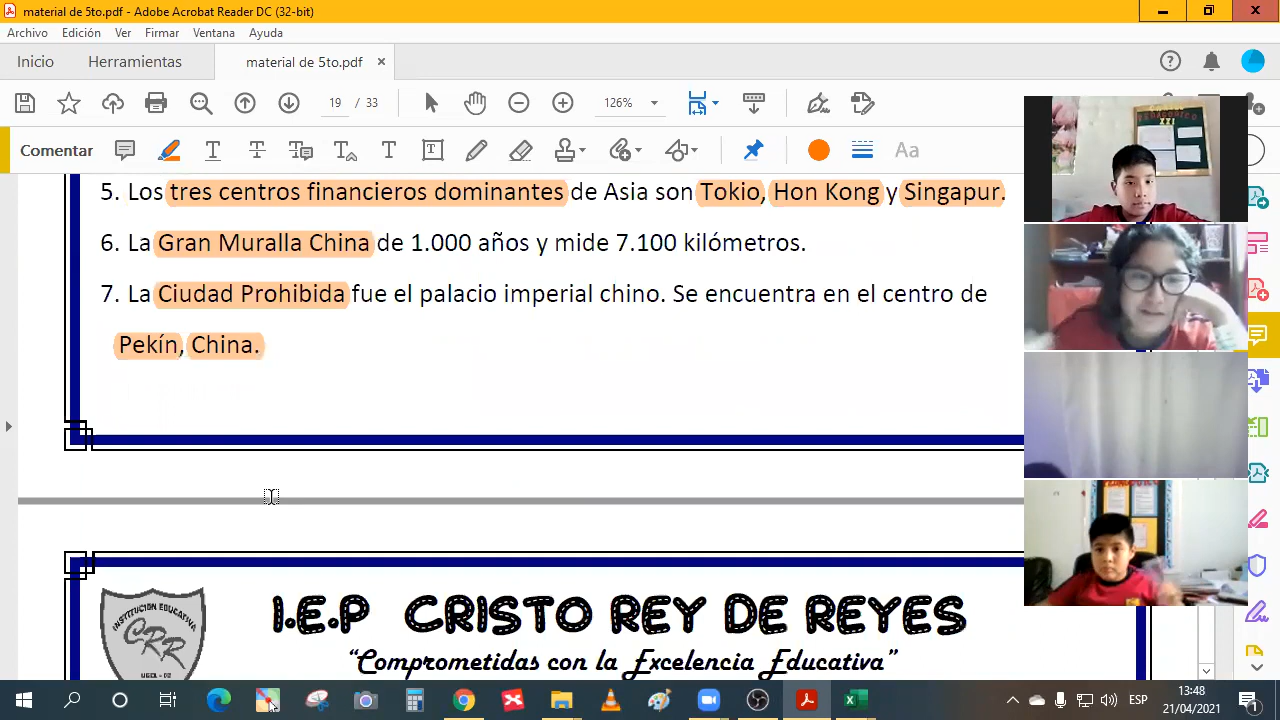 material de 5to.pdf - Adobe Acrobat Reader DC (32-bit)
Archivo Edición Ver Firmar Ventana Ayuda
Inicio Herramientas material de 5to.pdf
19 / 33 126%
Comentar
5. Los tres centros financieros dominantes de Asia son Tokio, Hon Kong y Singapur.
6. La Gran Muralla China de 1.000 años y mide 7.100 kilómetros.
7. La Ciudad Prohibida fue el palacio imperial chino. Se encuentra en el centro de
Pekín, China.
INSTITUCION EDUCATIVA
CRR
I.E.P CRISTO REY DE REYES
"Comprometidas con la Excelencia Educativa"
ESP 13:48
21/04/2021